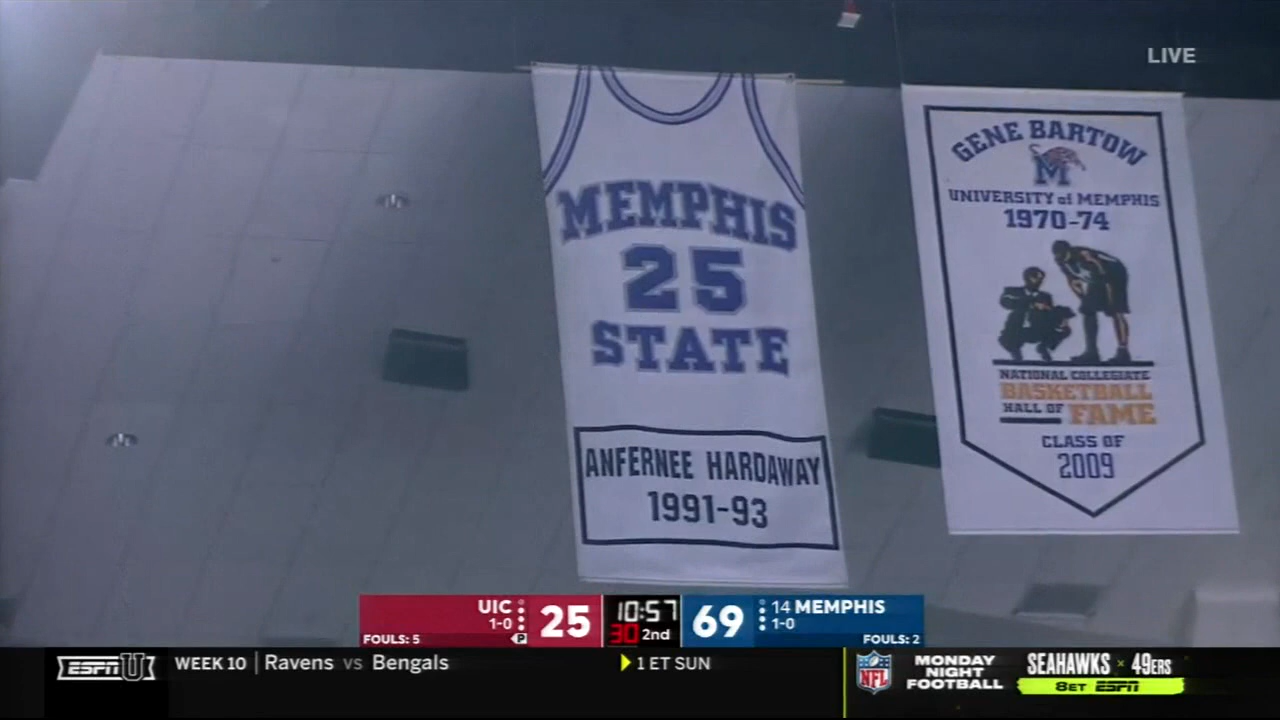 LIVE
MEMPHIS
25
STATE
ANFERNEE HARDAWAY
1991-93
GENE BARTOW
M
UNIVERSITY of MEMPHIS
1970-74
NATIONAL COLLEGIATE
BASKETBALL
HALL OF FAME
CLASS OF
2009
UIC 25 10:57 69 14 MEMPHIS
1-0 P 30 2nd 1-0
FOULS: 5 FOULS: 2
ESPNU WEEK 10 Ravens vs Bengals 1 ET SUN
NFL
MONDAY
NIGHT
FOOTBALL
SEAHAWKS × 49ERS
8ET ESPN